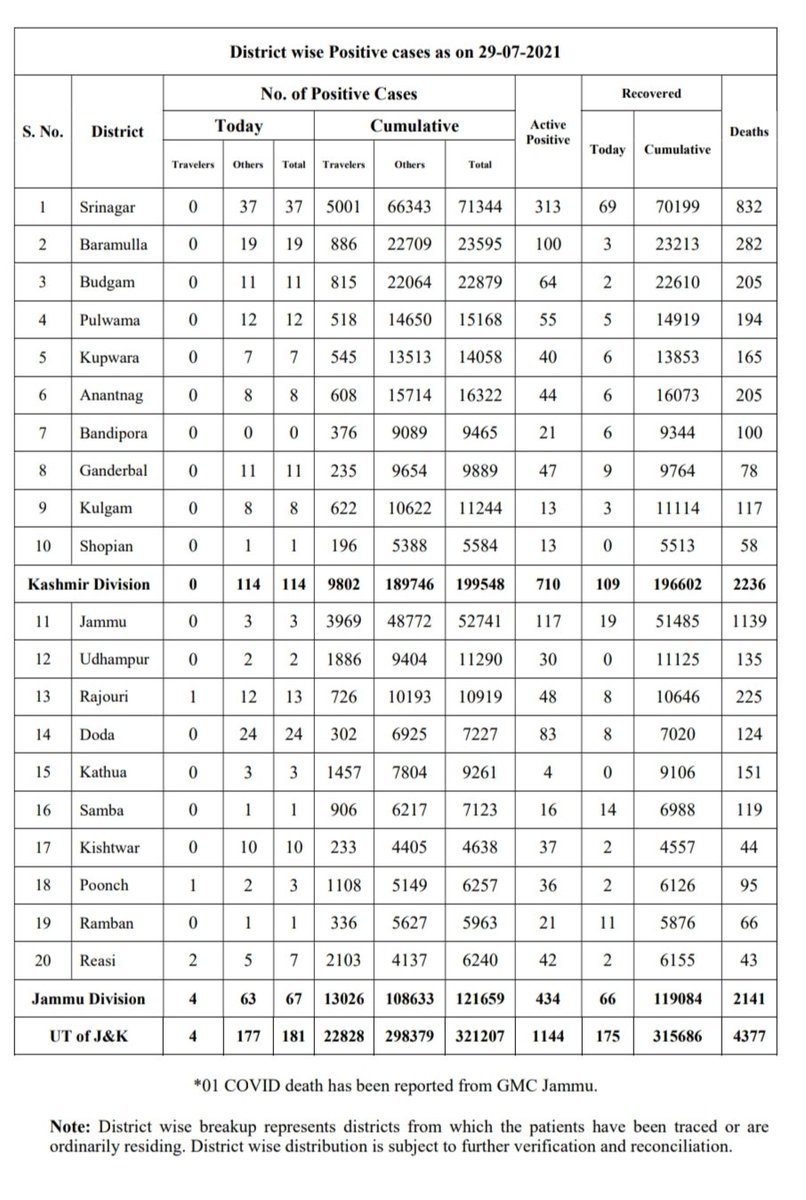 District wise Positive cases as on 29-07-2021
S. No. District No. of Positive Cases Active Positive Recovered Deaths
Today Cumulative Today Cumulative
Travelers Others Total Travelers Others Total
1 Srinagar 0 37 37 5001 66343 71344 313 69 70199 832
2 Baramulla 0 19 19 886 22709 23595 100 3 23213 282
3 Budgam 0 11 11 815 22064 22879 64 2 22610 205
4 Pulwama 0 12 12 518 14650 15168 55 5 14919 194
5 Kupwara 0 7 7 545 13513 14058 40 6 13853 165
6 Anantnag 0 8 8 608 15714 16322 44 6 16073 205
7 Bandipora 0 0 0 376 9089 9465 21 6 9344 100
8 Ganderbal 0 11 11 235 9654 9889 47 9 9764 78
9 Kulgam 0 8 8 622 10622 11244 13 3 11114 117
10 Shopian 0 1 1 196 5388 5584 13 0 5513 58
Kashmir Division 0 114 114 9802 189746 199548 710 109 196602 2236
11 Jammu 0 3 3 3969 48772 52741 117 19 51485 1139
12 Udhampur 0 2 2 1886 9404 11290 30 0 11125 135
13 Rajouri 1 12 13 726 10193 10919 48 8 10646 225
14 Doda 0 24 24 302 6925 7227 83 8 7020 124
15 Kathua 0 3 3 1457 7804 9261 4 0 9106 151
16 Samba 0 1 1 906 6217 7123 16 14 6988 119
17 Kishtwar 0 10 10 233 4405 4638 37 2 4557 44
18 Poonch 1 2 3 1108 5149 6257 36 2 6126 95
19 Ramban 0 1 1 336 5627 5963 21 11 5876 66
20 Reasi 2 5 7 2103 4137 6240 42 2 6155 43
Jammu Division 4 63 67 13026 108633 121659 434 66 119084 2141
UT of J&K 4 177 181 22828 298379 321207 1144 175 315686 4377
*01 COVID death has been reported from GMC Jammu.
Note: District wise breakup represents districts from which the patients have been traced or are
ordinarily residing. District wise distribution is subject to further verification and reconciliation.